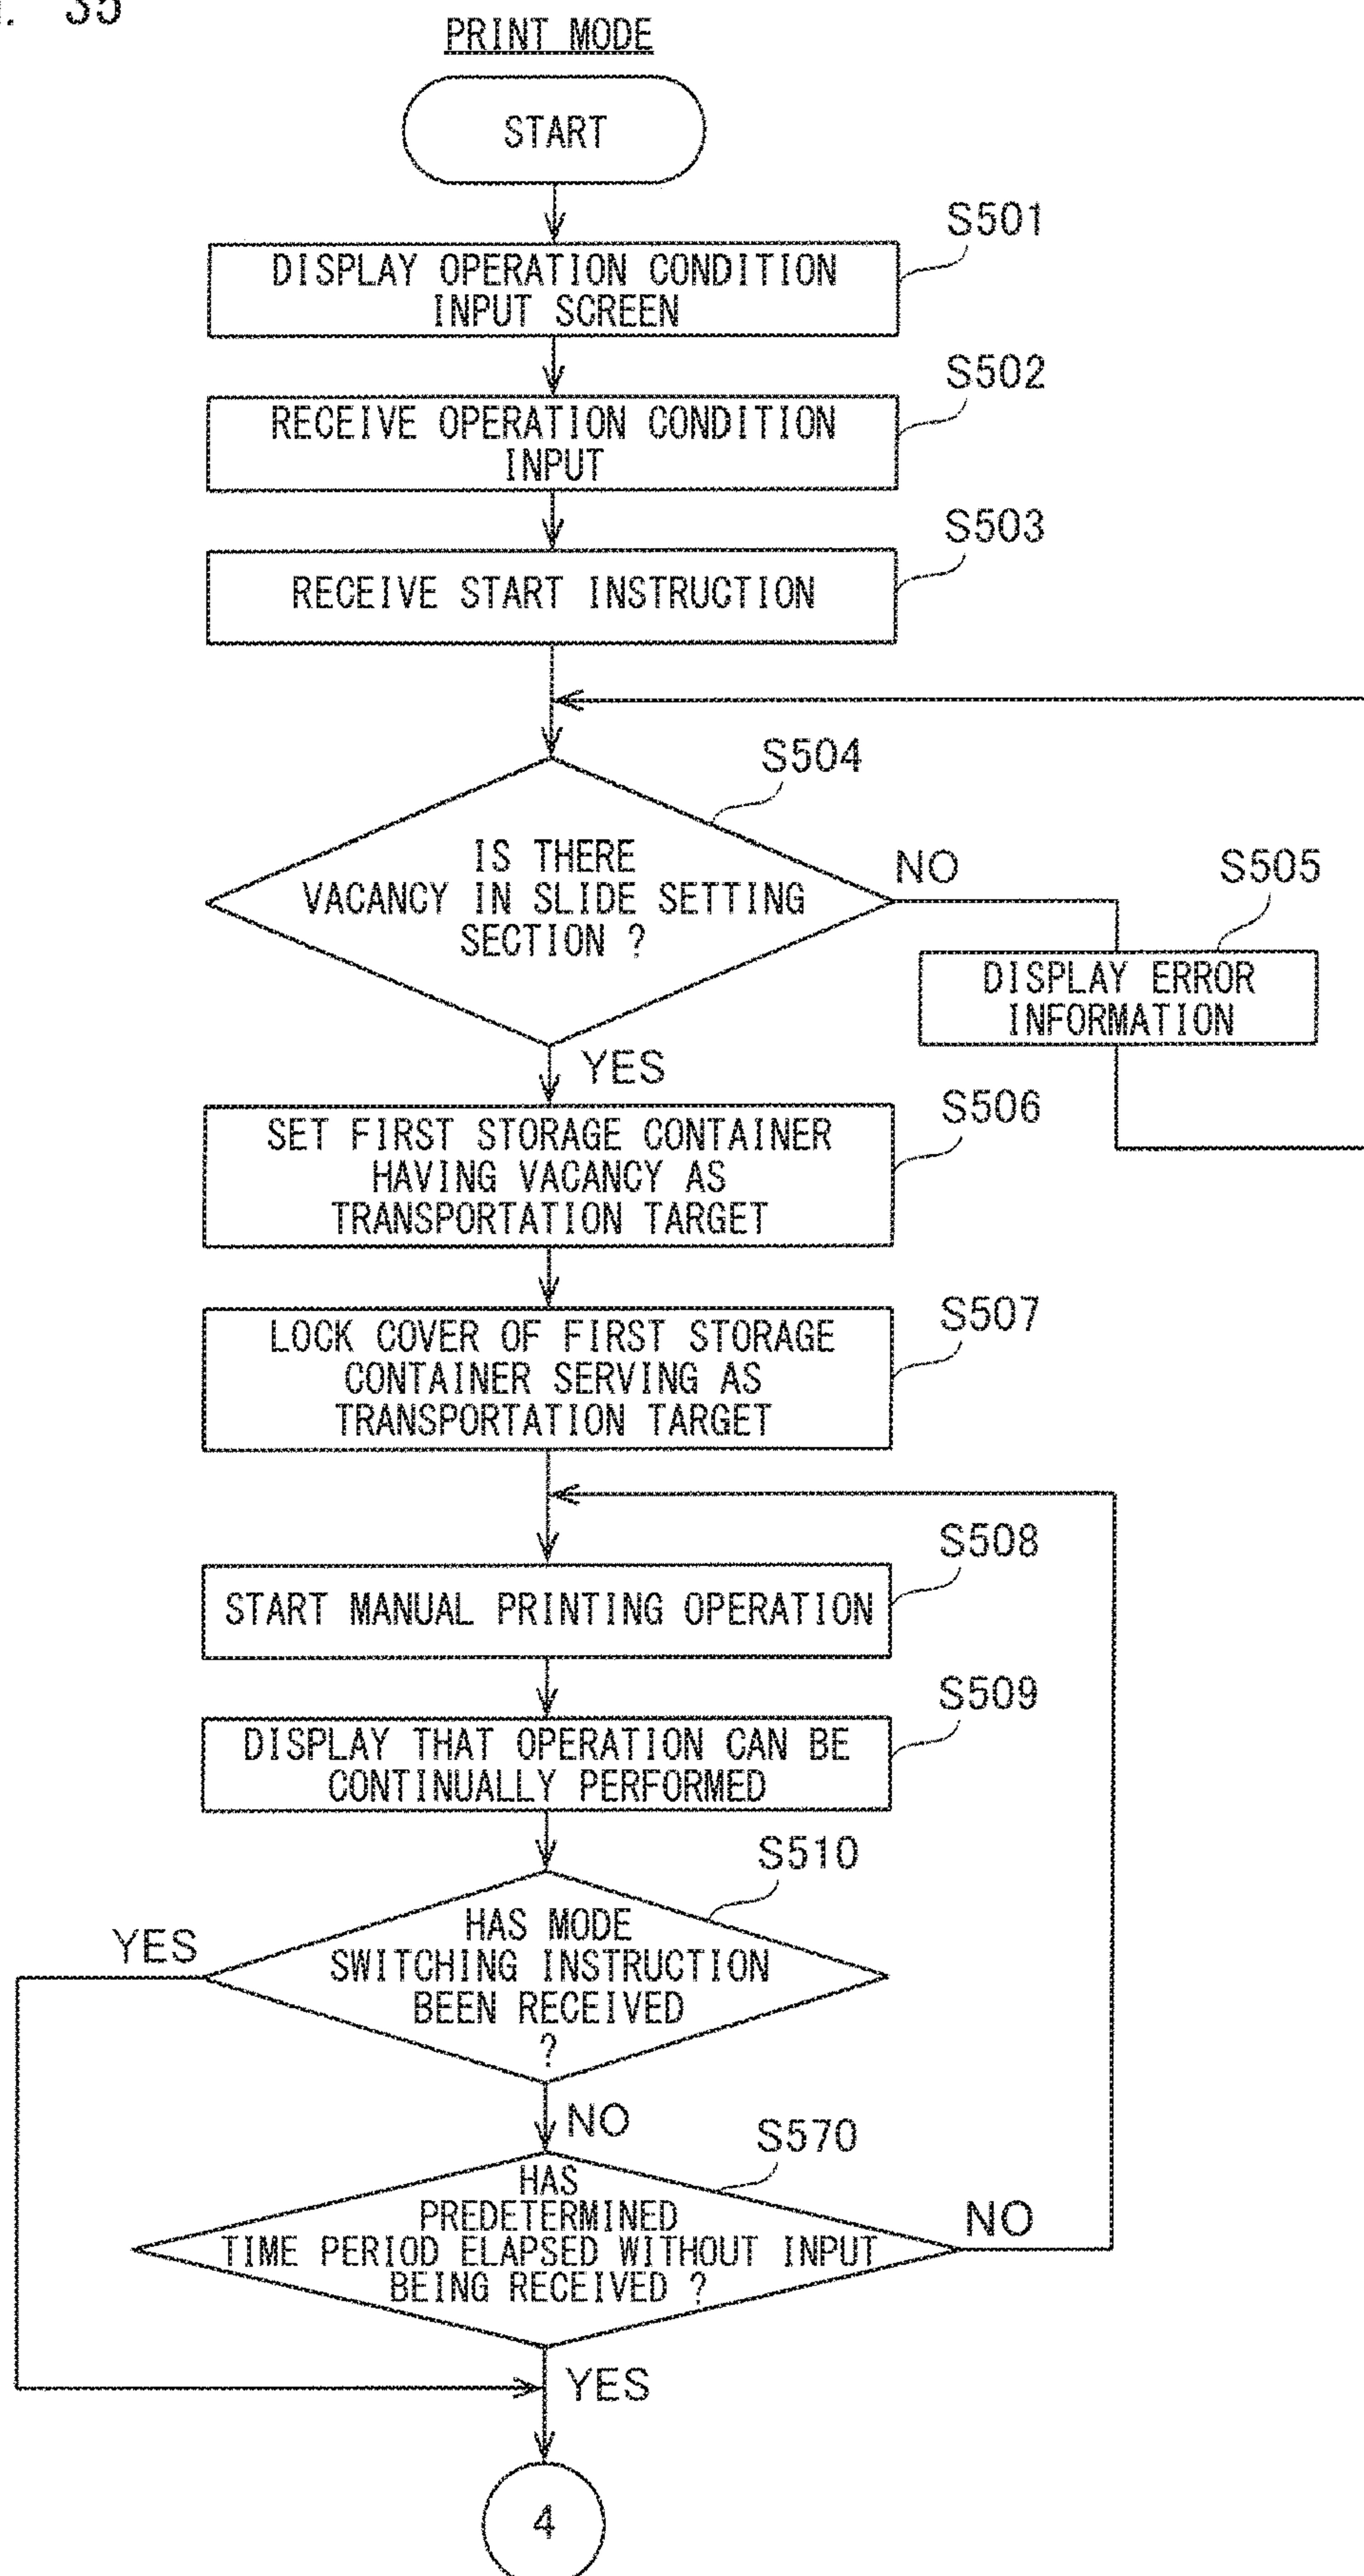 35
PRINT MODE
START
S501
DISPLAY OPERATION CONDITION
INPUT SCREEN
S502
RECEIVE OPERATION CONDITION
INPUT
S503
RECEIVE START INSTRUCTION
S504
IS THERE
VACANCY IN SLIDE SETTING
SECTION ?
NO
S505
DISPLAY ERROR
INFORMATION
YES
S506
SET FIRST STORAGE CONTAINER
HAVING VACANCY AS
TRANSPORTATION TARGET
S507
LOCK COVER OF FIRST STORAGE
CONTAINER SERVING AS
TRANSPORTATION TARGET
S508
START MANUAL PRINTING OPERATION
S509
DISPLAY THAT OPERATION CAN BE
CONTINUALLY PERFORMED
S510
HAS MODE
SWITCHING INSTRUCTION
BEEN RECEIVED
?
YES
NO
S570
HAS
PREDETERMINED
TIME PERIOD ELAPSED WITHOUT INPUT
BEING RECEIVED ?
NO
YES
4